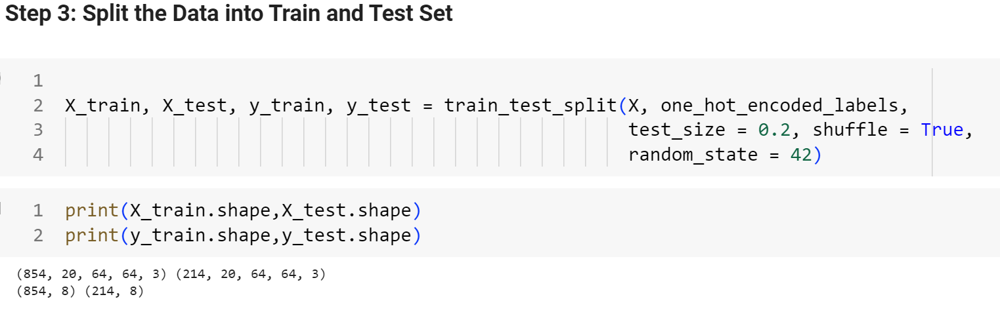 Step 3: Split the Data into Train and Test Set
1
2 X_train, X_test, y_train, y_test = train_test_split(X, one_hot_encoded_labels,
3 test_size = 0.2, shuffle = True,
4 random_state = 42)
1 print(X_train.shape,X_test.shape)
2 print(y_train.shape,y_test.shape)
(854, 20, 64, 64, 3) (214, 20, 64, 64, 3)
(854, 8) (214, 8)